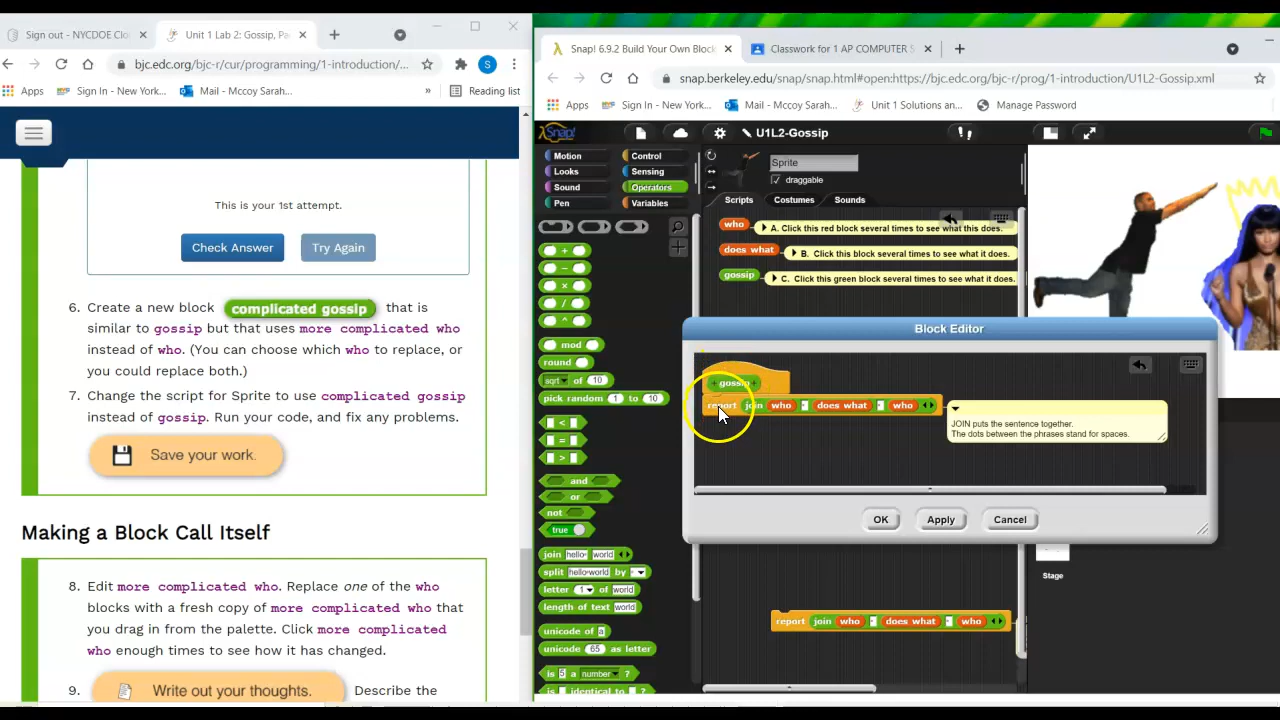 Sign out - NYCDOE Clo
Unit 1 Lab 2: Gossip, Pa
bjc.edc.org/bjc-r/cur/programming/1-introduction/...
S
Apps
Sign In - New York...
Mail - Mccoy Sarah...
»
Reading list
This is your 1st attempt.
Check Answer
Try Again
6. Create a new block complicated gossip that is
similar to gossip but that uses more complicated who
instead of who. (You can choose which who to replace, or
you could replace both.)
7. Change the script for Sprite to use complicated gossip
instead of gossip. Run your code, and fix any problems.
Save your work.
Making a Block Call Itself
8. Edit more complicated who. Replace one of the who
blocks with a fresh copy of more complicated who that
you drag in from the palette. Click more complicated
who enough times to see how it has changed.
9. Write out your thoughts. Describe the
Snap! 6.9.2 Build Your Own Block
Classwork for 1 AP COMPUTER S
snap.berkeley.edu/snap/snap.html#open:https://bjc.edc.org/bjc-r/prog/1-introduction/U1L2-Gossip.xml
Apps
Sign In - New York...
Mail - Mccoy Sarah...
Unit 1 Solutions an...
Manage Password
Snap!
U1L2-Gossip
Motion
Control
Looks
Sensing
Sound
Operators
Pen
Variables
Sprite
draggable
Scripts
Costumes
Sounds
who
A. Click this red block several times to see what this does.
does what
B. Click this block several times to see what it does.
gossip
C. Click this green block several times to see what it does.
+
−
×
/
^
mod
round
sqrt of 10
pick random 1 to 10
<
=
>
and
or
not
true
join hello world
split hello world by
letter 1 of world
length of text world
unicode of a
unicode 65 as letter
is 5 a number ?
is identical to ?
Block Editor
+ gossip +
report join who does what who
JOIN puts the sentence together.
The dots between the phrases stand for spaces.
OK
Apply
Cancel
report join who does what who
Stage